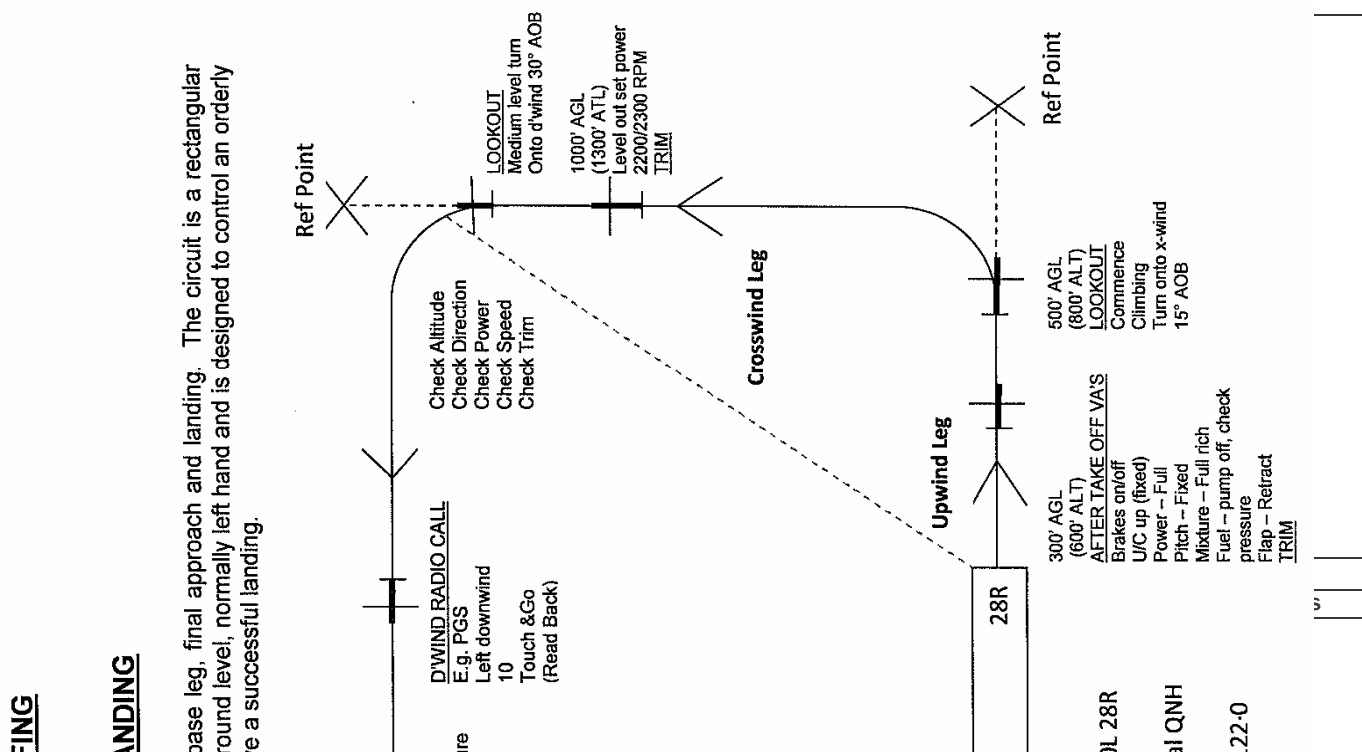 FING
ANDING
base leg, final approach and landing. The circuit is a rectangular
round level, normally left hand and is designed to control an orderly
ve a successful landing.
Ref Point
LOOKOUT
Medium level turn
Onto d'wind 30° AOB
1000' AGL
(1300' ATL)
Level out set power
2200/2300 RPM
TRIM
Ref Point
Check Altitude
Check Direction
Check Power
Check Speed
Check Trim
Crosswind Leg
500' AGL
(800' ALT)
LOOKOUT
Commence
Climbing
Turn onto x-wind
15° AOB
Upwind Leg
300' AGL
(600' ALT)
AFTER TAKE OFF VA'S
Brakes on/off
U/C up (fixed)
Power – Full
Pitch – Fixed
Mixture – Full rich
Fuel – pump off, check
pressure
Flap – Retract
TRIM
D'WIND RADIO CALL
E.g. PGS
Left downwind
10
Touch &Go
(Read Back)
28R
ure
0L 28R
al QNH
122-0
s